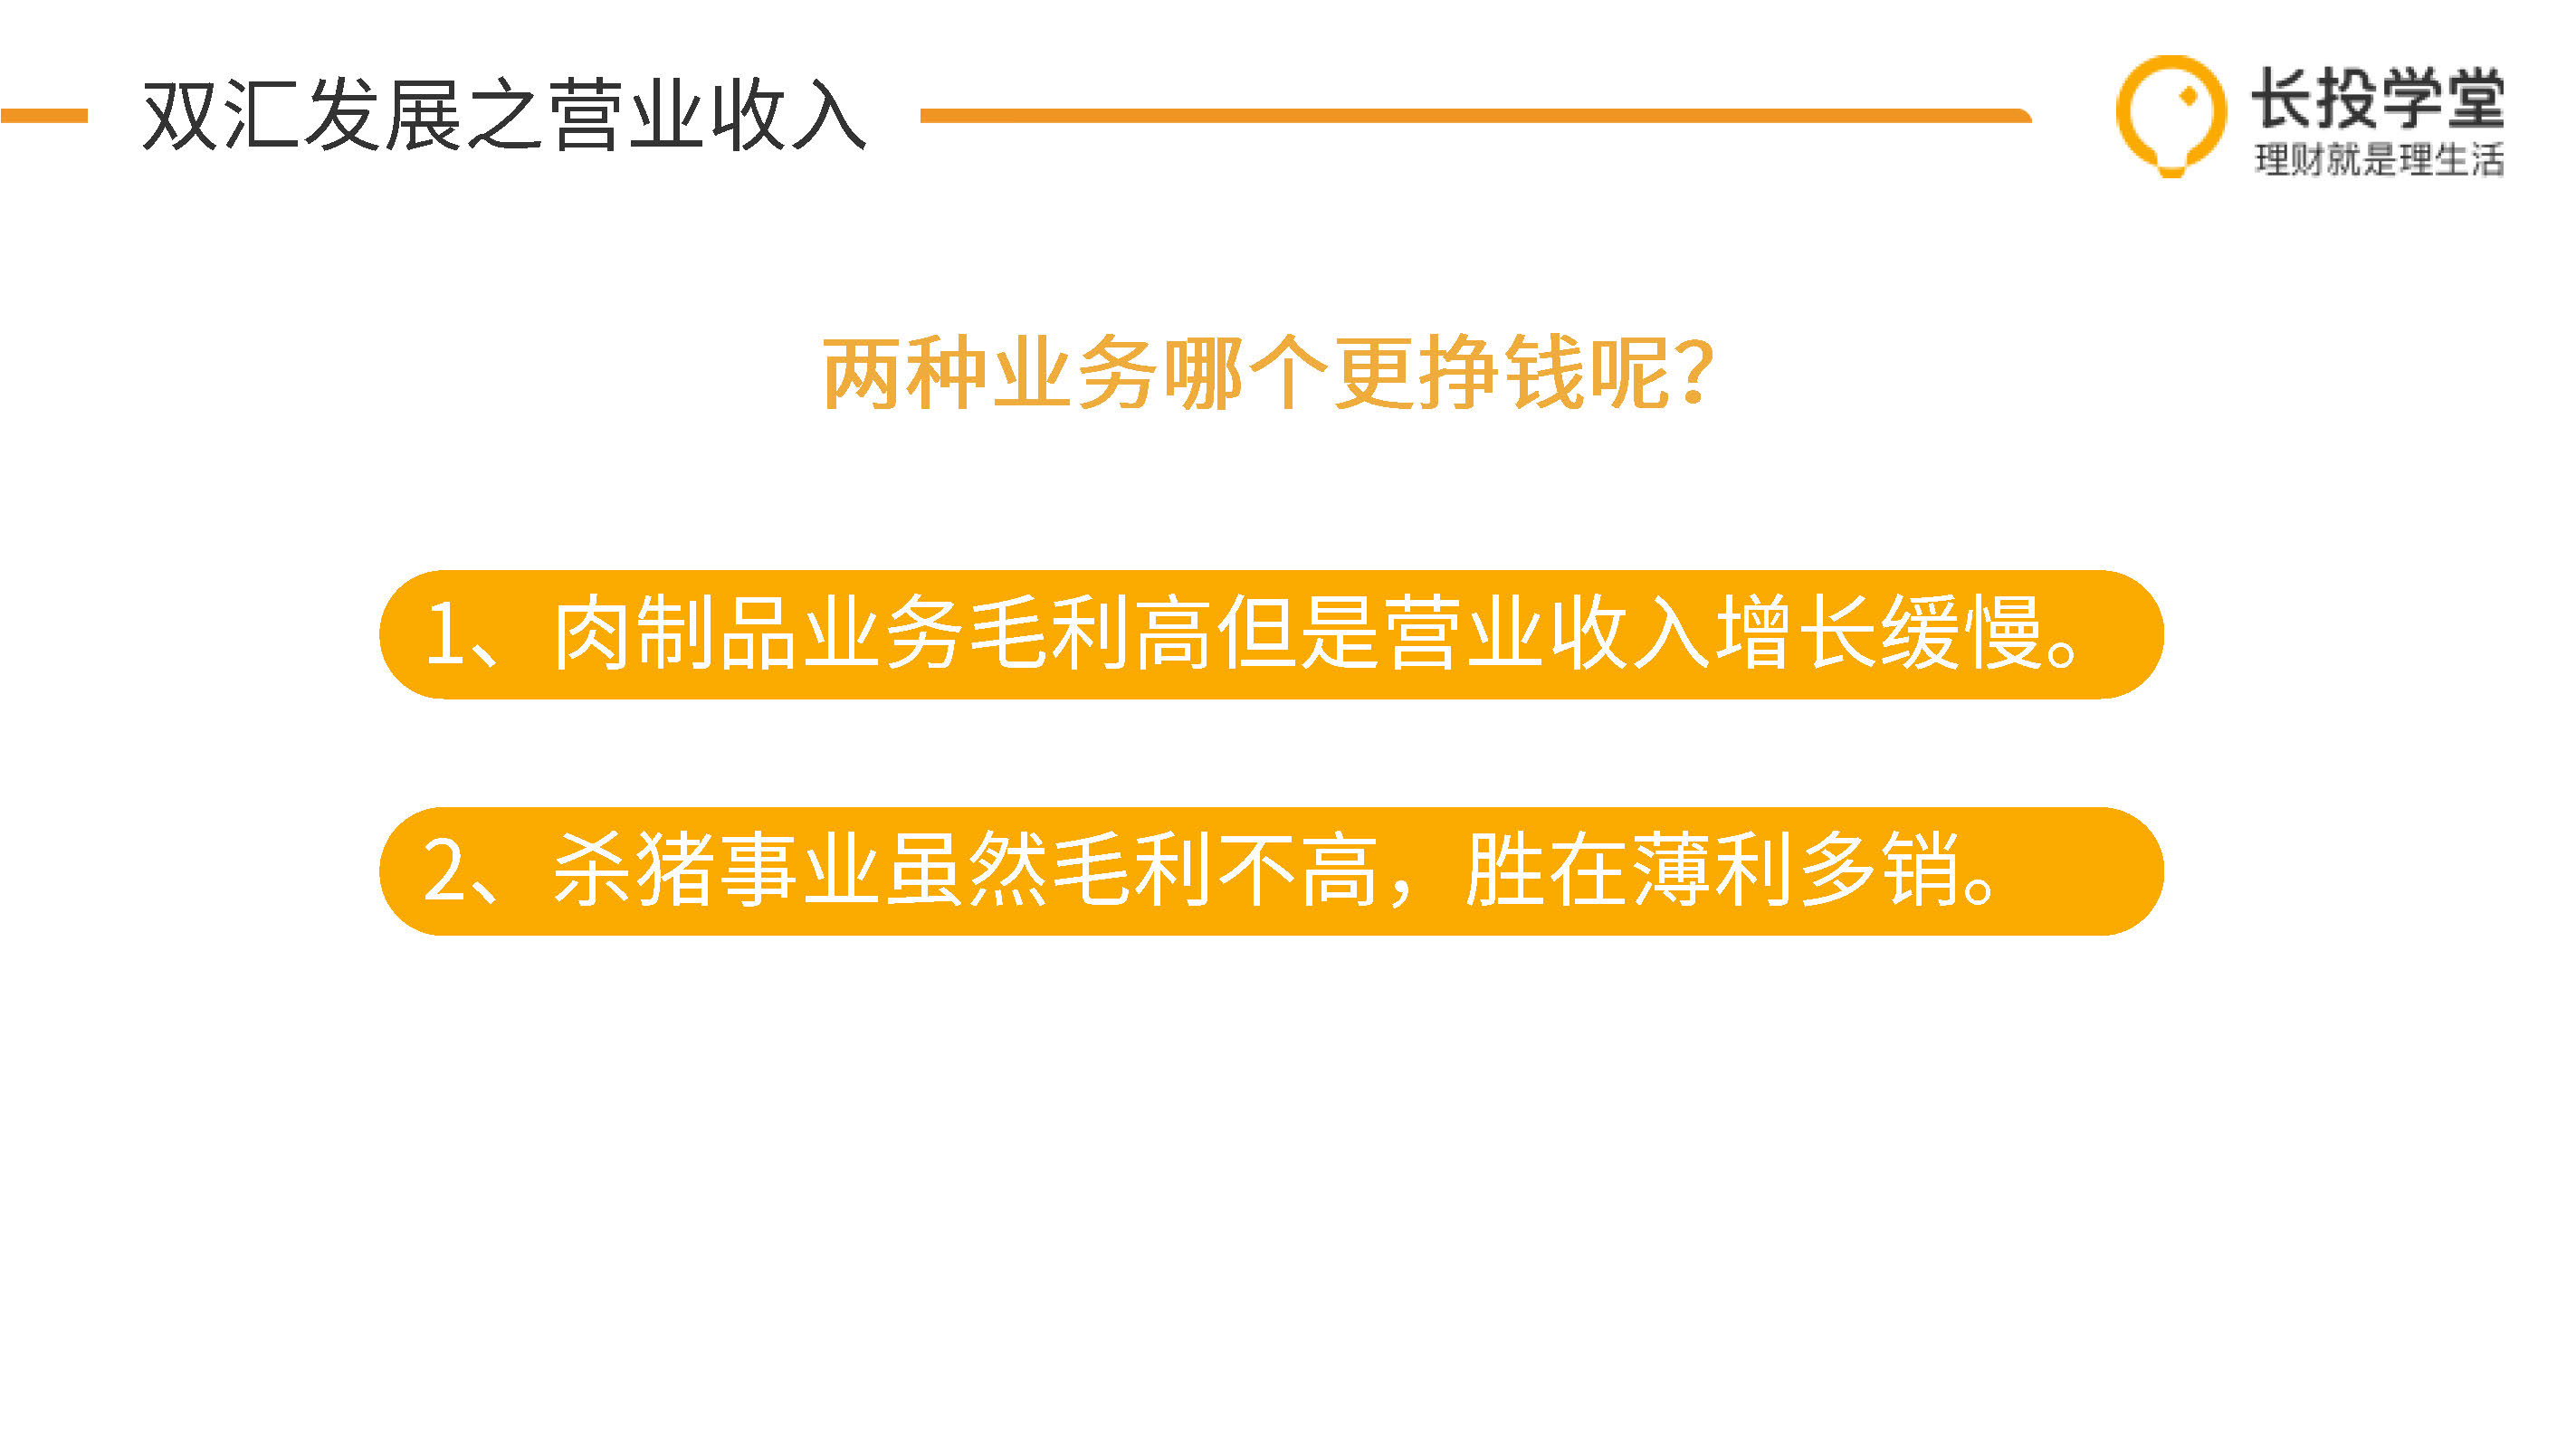 双汇发展之营业收入
长投学堂
理财就是理生活
两种业务哪个更挣钱呢？
1、肉制品业务毛利高但是营业收入增长缓慢。
2、杀猪事业虽然毛利不高，胜在薄利多销。